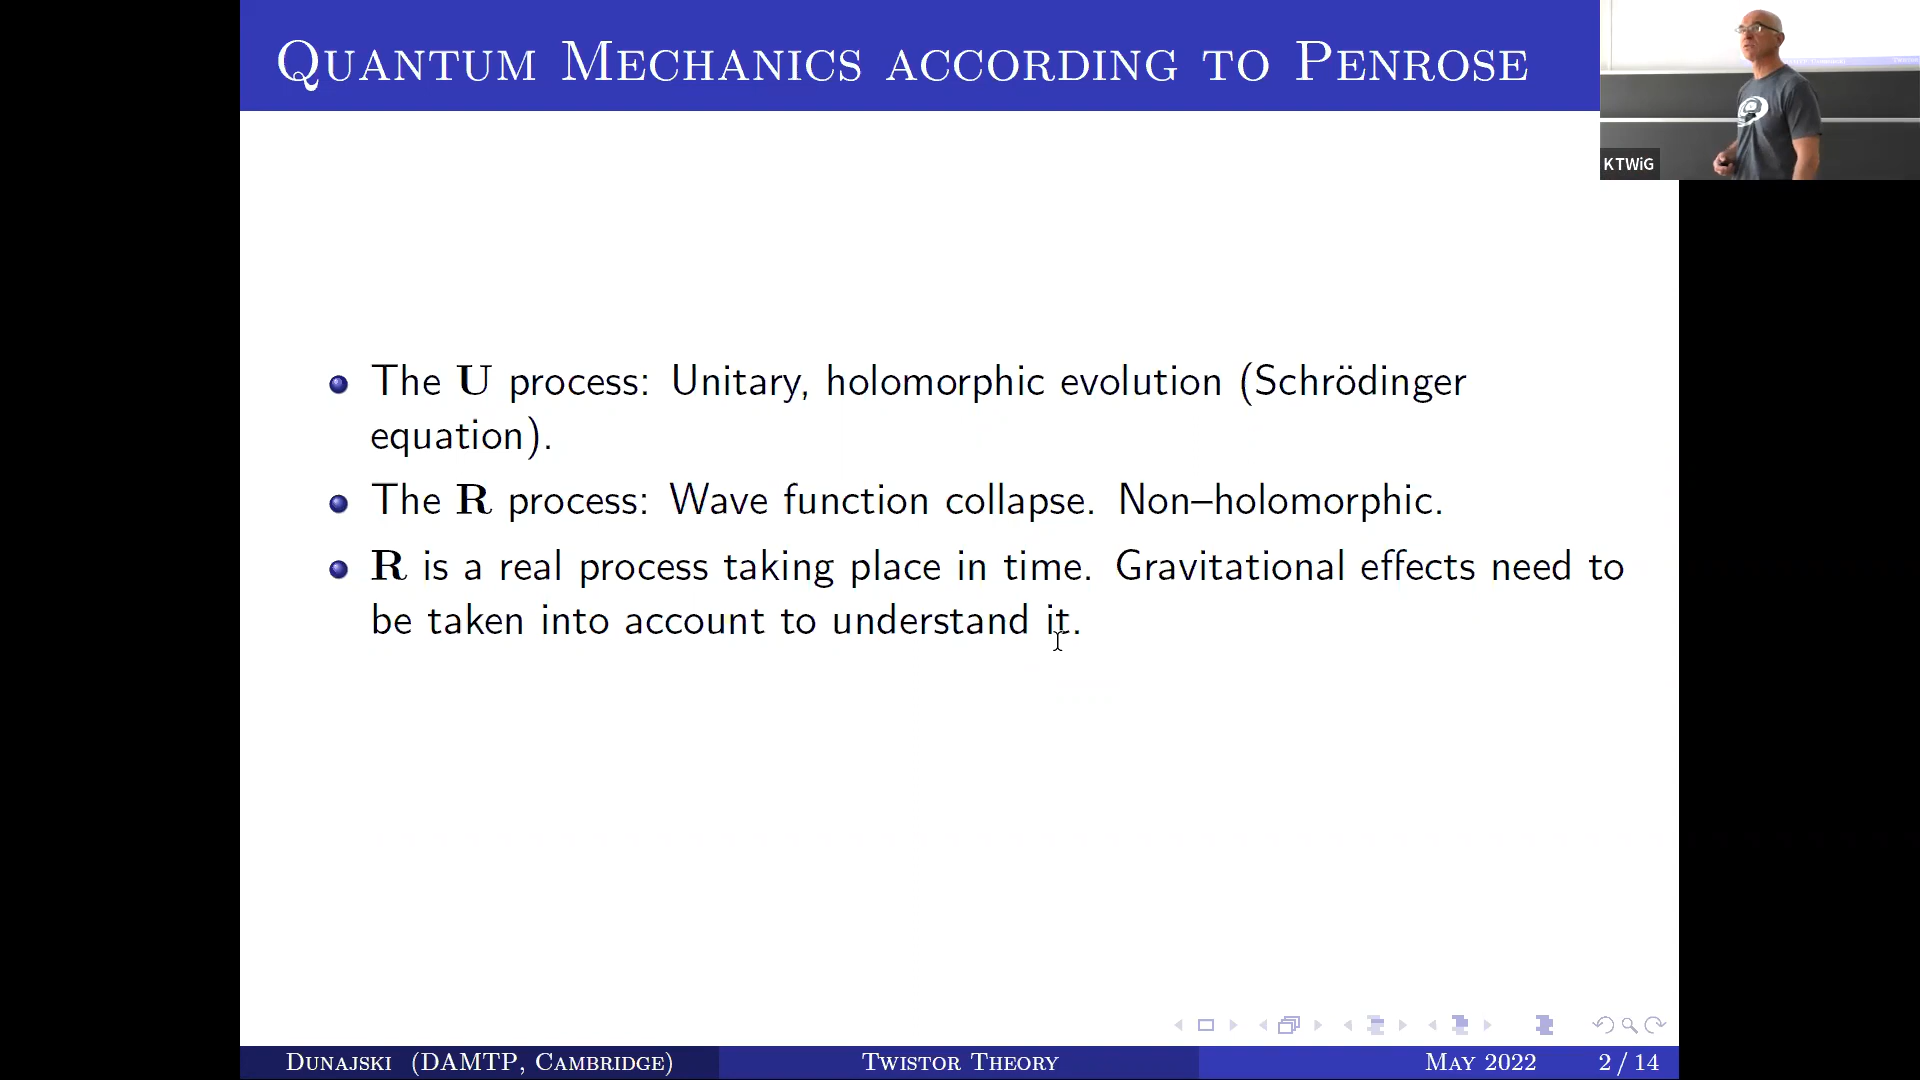 Quantum Mechanics according to Penrose
KTWiG
The U process: Unitary, holomorphic evolution (Schrödinger
equation).
The R process: Wave function collapse. Non–holomorphic.
R is a real process taking place in time. Gravitational effects need to
be taken into account to understand it.
Dunajski (DAMTP, Cambridge) Twistor Theory May 2022 2 / 14